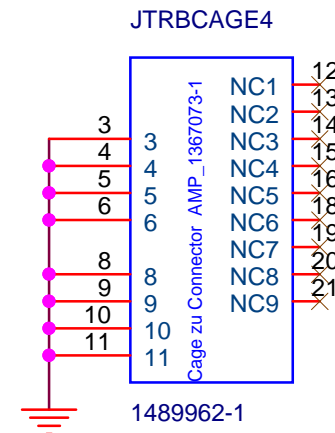 JTRBCAGE4
3 3
4 4
5 5
6 6
8 8
9 9
10 10
11 11
Cage zu Connector AMP_1367073-1
NC1 12
NC2 13
NC3 14
NC4 15
NC5 16
NC6 18
NC7 19
NC8 20
NC9 21
1489962-1